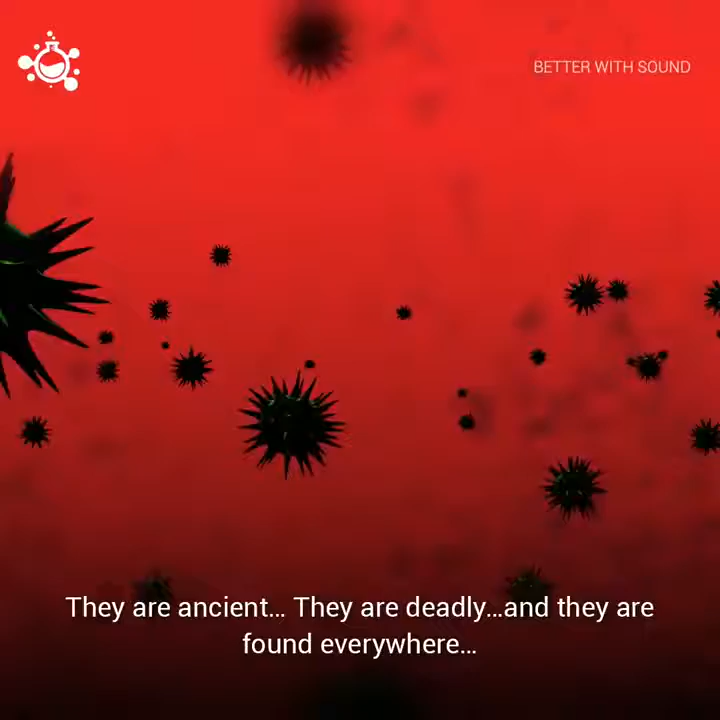 BETTER WITH SOUND
They are ancient... They are deadly...and they are
found everywhere...